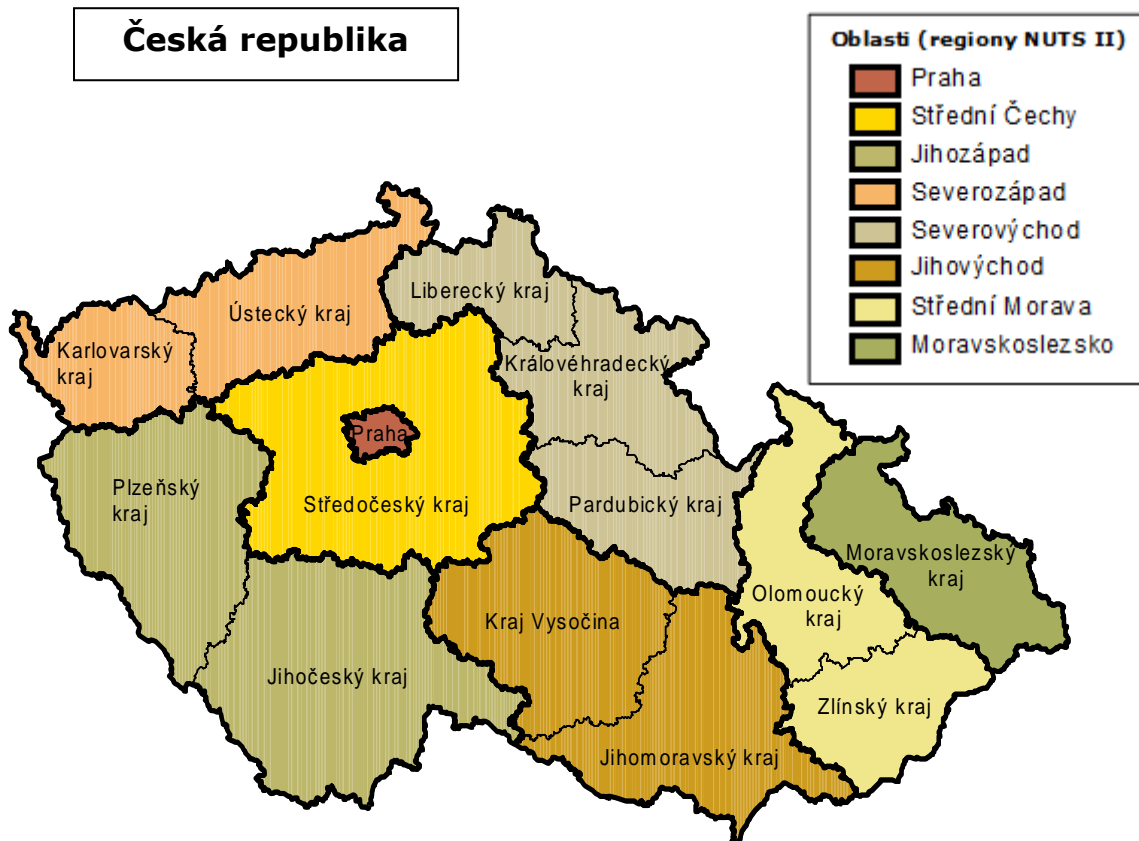 Česká republika
Oblasti (regiony NUTS II)
Praha
Střední Čechy
Jihozápad
Severozápad
Severovýchod
Jihovýchod
Střední Morava
Moravskoslezsko
Liberecký kraj
Ústecký kraj
Karlovarský
kraj
Královéhradecký
kraj
Praha
Plzeňský
kraj
Středočeský kraj
Pardubický kraj
Moravskoslezský
kraj
Olomoucký
kraj
Kraj Vysočina
Jihočeský kraj
Zlínský kraj
Jihomoravský kraj